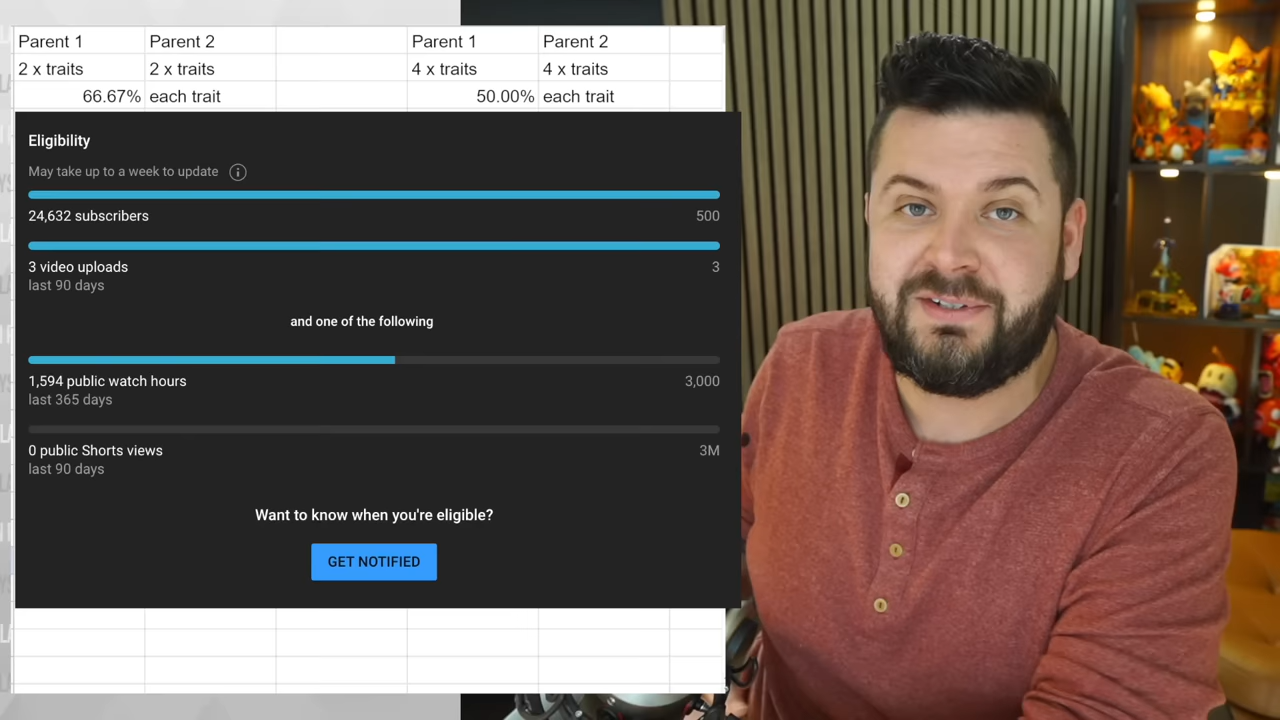 Parent 1 Parent 2 Parent 1 Parent 2
2 x traits 2 x traits 4 x traits 4 x traits
66.67% each trait 50.00% each trait
Eligibility
May take up to a week to update
24,632 subscribers 500
3 video uploads 3
last 90 days
and one of the following
1,594 public watch hours 3,000
last 365 days
0 public Shorts views 3M
last 90 days
Want to know when you're eligible?
GET NOTIFIED